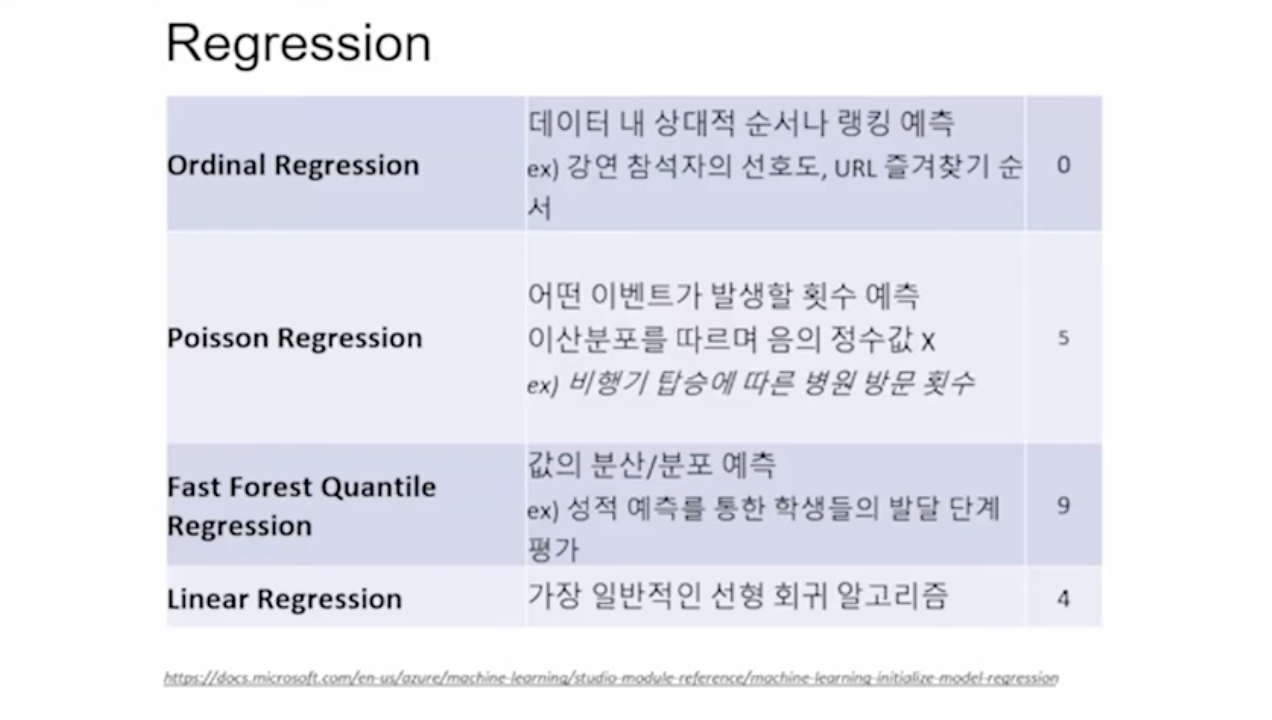 Regression
Ordinal Regression
데이터 내 상대적 순서나 랭킹 예측
ex) 강연 참석자의 선호도, URL 즐겨찾기 순
서
0
Poisson Regression
어떤 이벤트가 발생할 횟수 예측
이산분포를 따르며 음의 정수값 X
ex) 비행기 탑승에 따른 병원 방문 횟수
5
Fast Forest Quantile
Regression
값의 분산/분포 예측
ex) 성적 예측를 통한 학생들의 발달 단계
평가
9
Linear Regression
가장 일반적인 선형 회귀 알고리즘
4
https://docs.microsoft.com/en-us/azure/machine-learning/studio-module-reference/machine-learning-initialize-model-regression